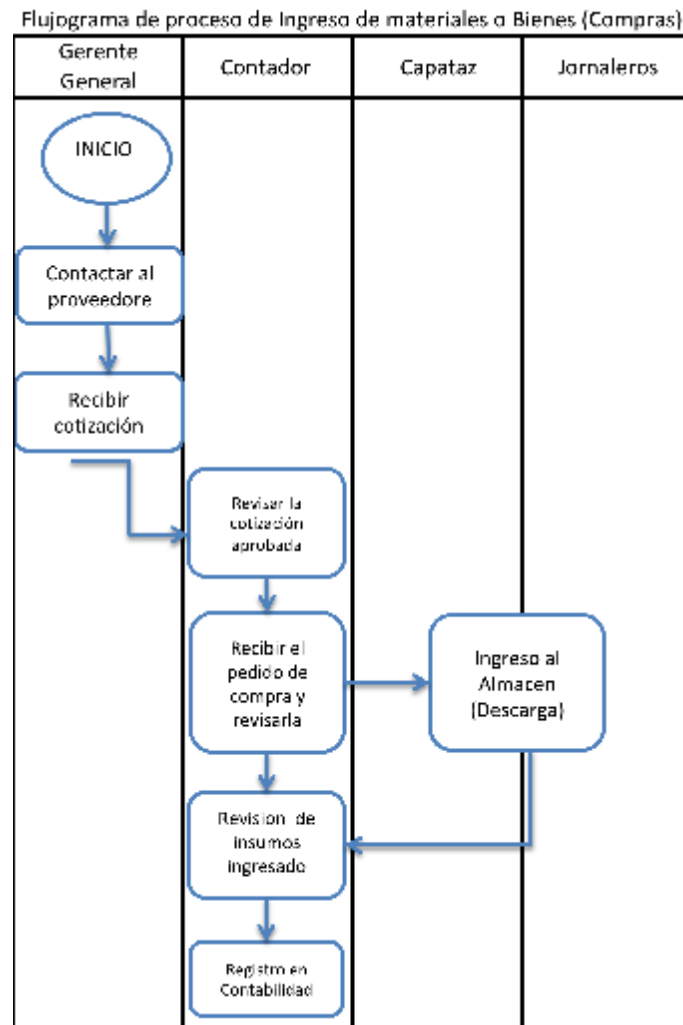 Flujograma de proceso de Ingreso de materiales o Bienes (Compras)
Gerente
General
Contador
Capataz
Jornaleros
INICIO
Contactar al
proveedore
Recibir
cotización
Revisar la
cotización
aprobada
Recibir el
pedido de
compra y
revisarla
Ingreso al
Almacen
(Descarga)
Revision de
insumos
ingresado
Registro en
Contabilidad